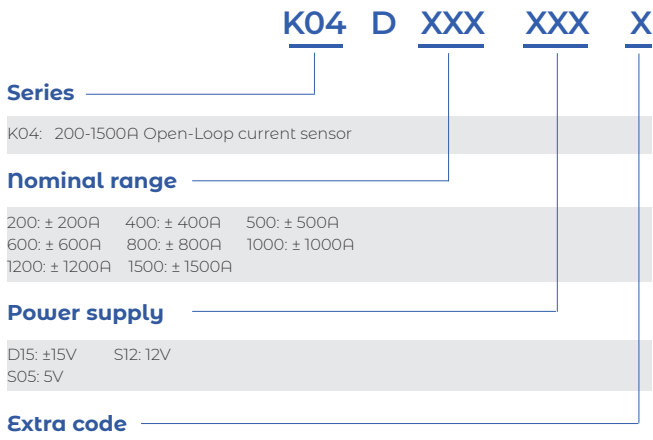 K04 D XXX XXX X
Series
K04: 200-1500A Open-Loop current sensor
Nominal range
200: ± 200A 400: ± 400A 500: ± 500A
600: ± 600A 800: ± 800A 1000: ± 1000A
1200: ± 1200A 1500: ± 1500A
Power supply
D15: ±15V S12: 12V
S05: 5V
Extra code